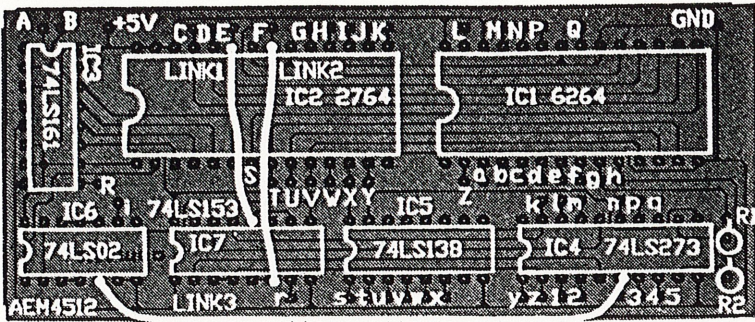 A B +5V C D E F G H I J K L M N P Q GND
IC3
74LS161
LINK1 LINK2
IC2 2764 IC1 6264
S a b c d e f g h
R T U V W X Y Z
IC6 74LS153 IC5 k l m n p q R1
74LS02 IC7 74LS138 IC4 74LS273
AEM4512 LINK3 r s t u v w x y z 1 2 3 4 5 R2